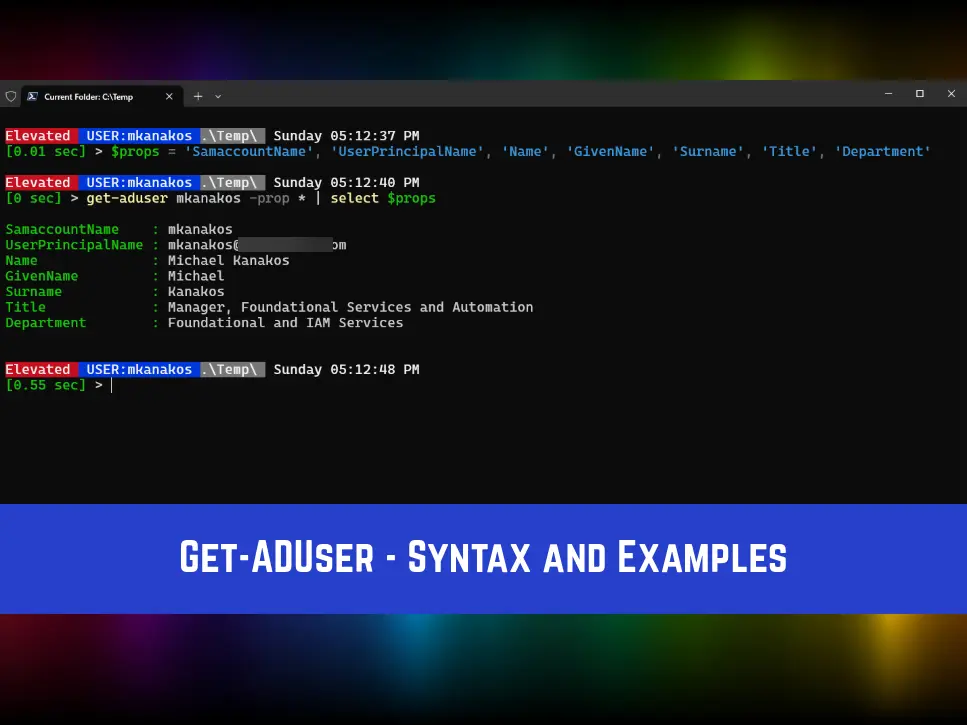 Current Folder: C:\Temp
Elevated USER:mkanakos .\Temp\ Sunday 05:12:37 PM
[0.01 sec] > $props = 'SamaccountName', 'UserPrincipalName', 'Name', 'GivenName', 'Surname', 'Title', 'Department'
Elevated USER:mkanakos .\Temp\ Sunday 05:12:40 PM
[0 sec] > get-aduser mkanakos -prop * | select $props
SamaccountName : mkanakos
UserPrincipalName : mkanakos@ om
Name : Michael Kanakos
GivenName : Michael
Surname : Kanakos
Title : Manager, Foundational Services and Automation
Department : Foundational and IAM Services
Elevated USER:mkanakos .\Temp\ Sunday 05:12:48 PM
[0.55 sec] >
Get-ADUser - Syntax and Examples